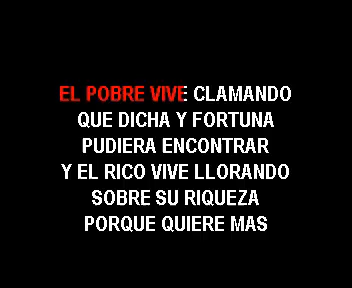 EL POBRE VIVE CLAMANDO
QUE DICHA Y FORTUNA
PUDIERA ENCONTRAR
Y EL RICO VIVE LLORANDO
SOBRE SU RIQUEZA
PORQUE QUIERE MAS